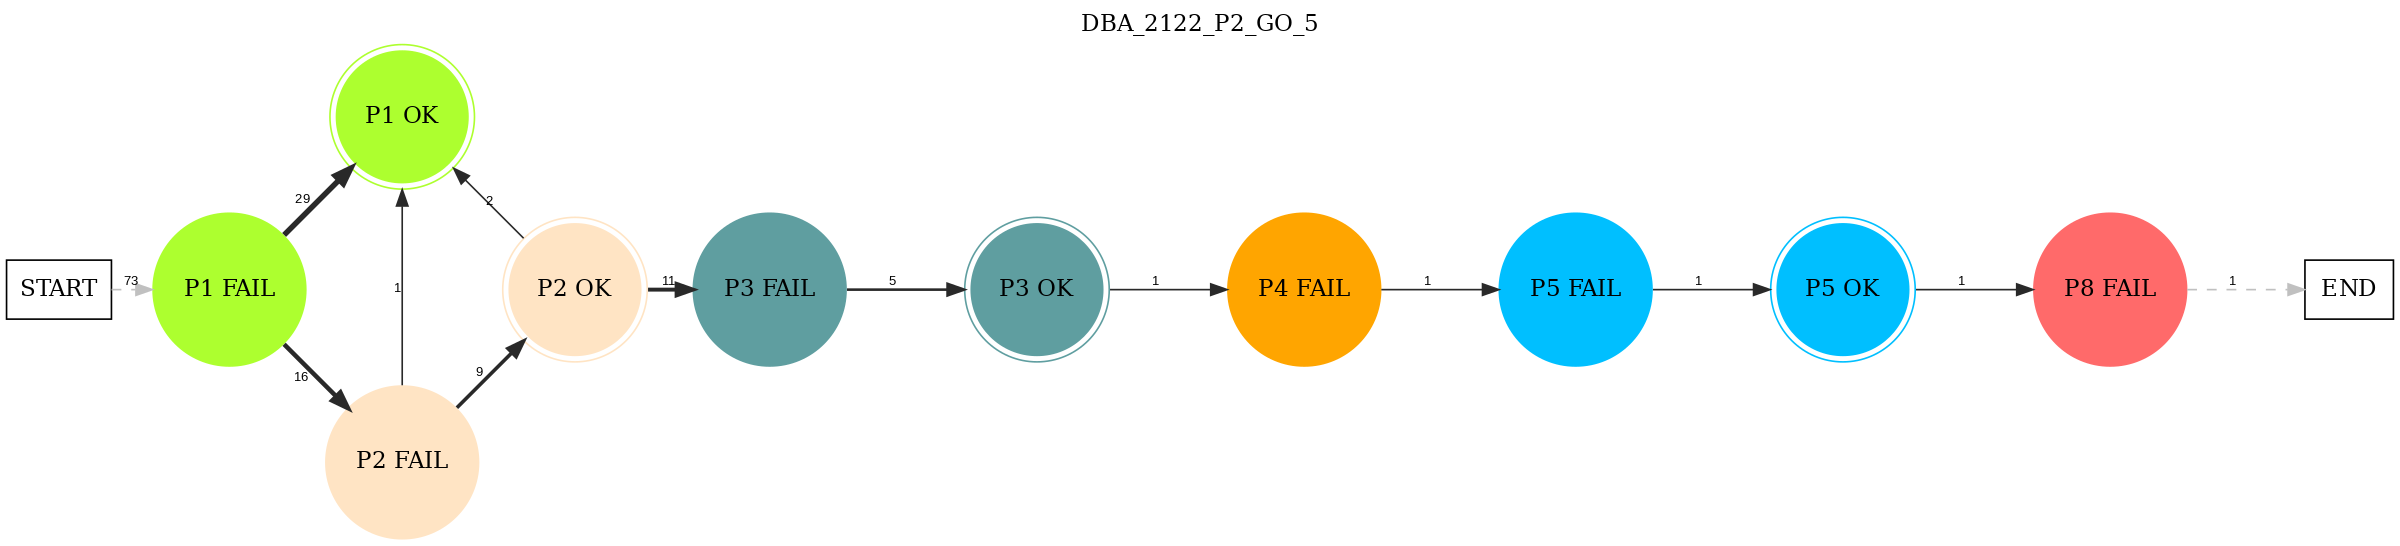 DBA_2122_P2_GO_5
P1 OK
29
2
START
73
P1 FAIL
1
P2 OK
11
P3 FAIL
5
P3 OK
1
P4 FAIL
1
P5 FAIL
1
P5 OK
1
P8 FAIL
1
END
16
9
P2 FAIL